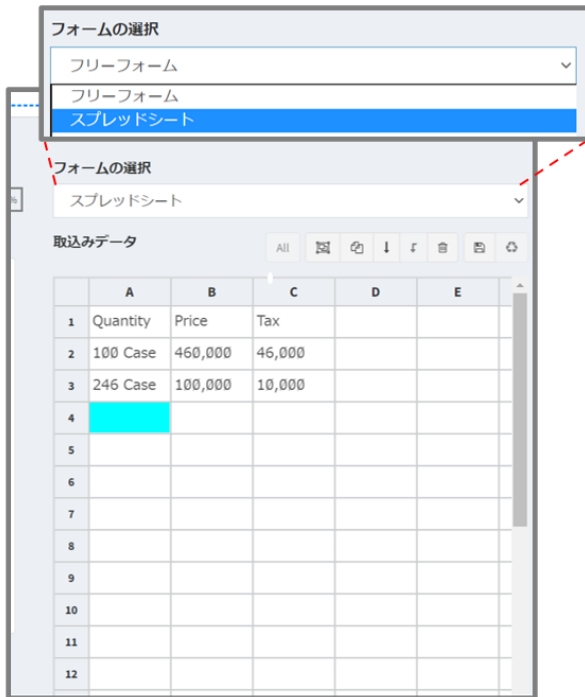 フォームの選択
フリーフォーム
フリーフォーム
スプレッドシート
フォームの選択
%
スプレッドシート
取込みデータ
All
A B C D E
1 Quantity Price Tax
2 100 Case 460,000 46,000
3 246 Case 100,000 10,000
4
5
6
7
8
9
10
11
12